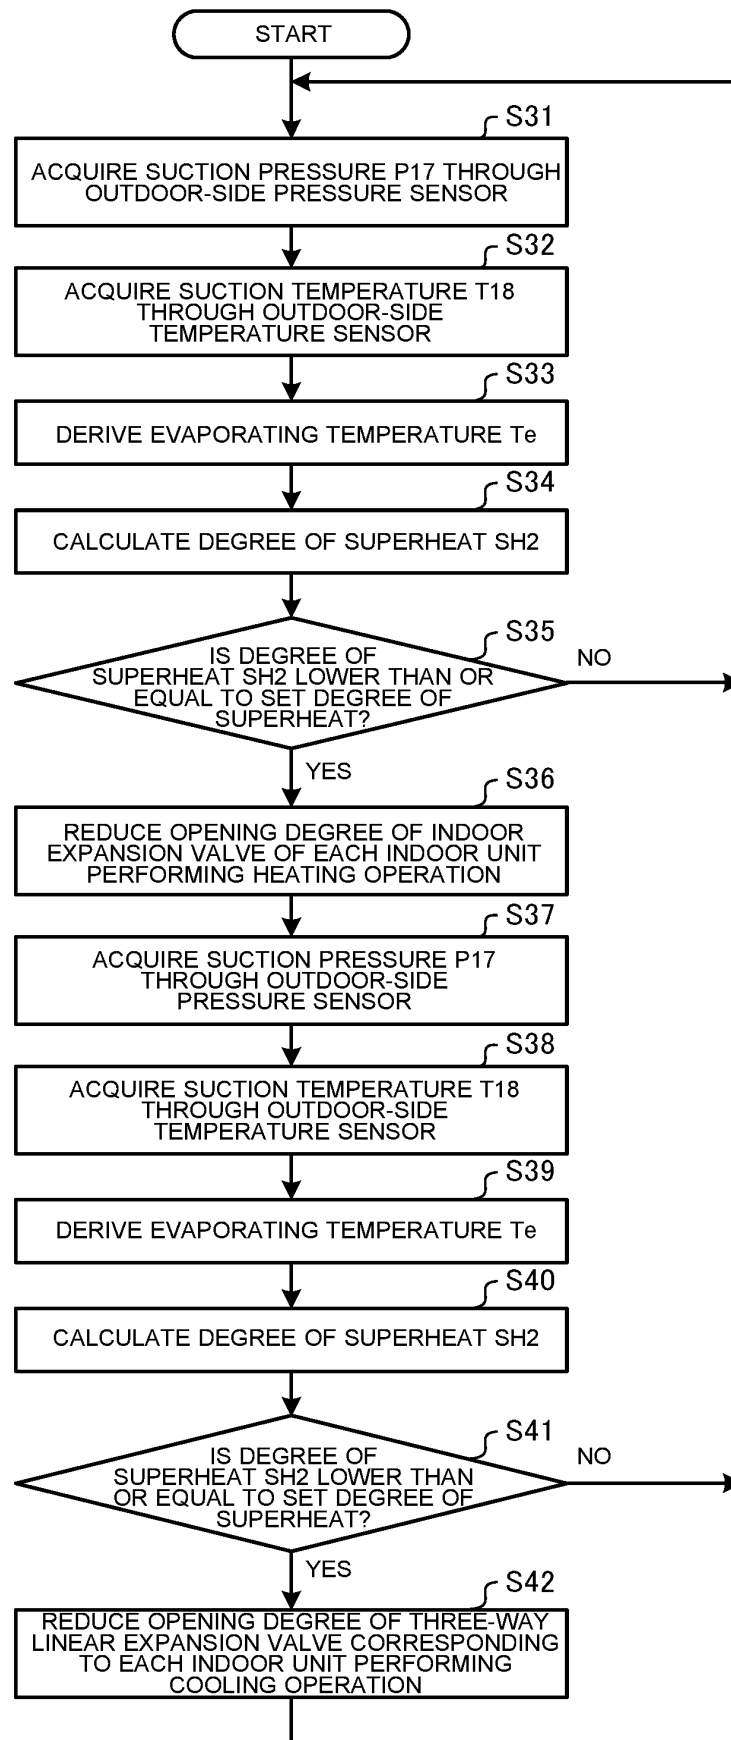 START
S31
ACQUIRE SUCTION PRESSURE P17 THROUGH
OUTDOOR-SIDE PRESSURE SENSOR
S32
ACQUIRE SUCTION TEMPERATURE T18
THROUGH OUTDOOR-SIDE
TEMPERATURE SENSOR
S33
DERIVE EVAPORATING TEMPERATURE Te
S34
CALCULATE DEGREE OF SUPERHEAT SH2
S35
IS DEGREE OF
SUPERHEAT SH2 LOWER THAN OR
EQUAL TO SET DEGREE OF
SUPERHEAT?
NO
YES
S36
REDUCE OPENING DEGREE OF INDOOR
EXPANSION VALVE OF EACH INDOOR UNIT
PERFORMING HEATING OPERATION
S37
ACQUIRE SUCTION PRESSURE P17
THROUGH OUTDOOR-SIDE
PRESSURE SENSOR
S38
ACQUIRE SUCTION TEMPERATURE T18
THROUGH OUTDOOR-SIDE
TEMPERATURE SENSOR
S39
DERIVE EVAPORATING TEMPERATURE Te
S40
CALCULATE DEGREE OF SUPERHEAT SH2
S41
IS DEGREE OF
SUPERHEAT SH2 LOWER THAN
OR EQUAL TO SET DEGREE OF
SUPERHEAT?
NO
YES
S42
REDUCE OPENING DEGREE OF THREE-WAY
LINEAR EXPANSION VALVE CORRESPONDING
TO EACH INDOOR UNIT PERFORMING
COOLING OPERATION